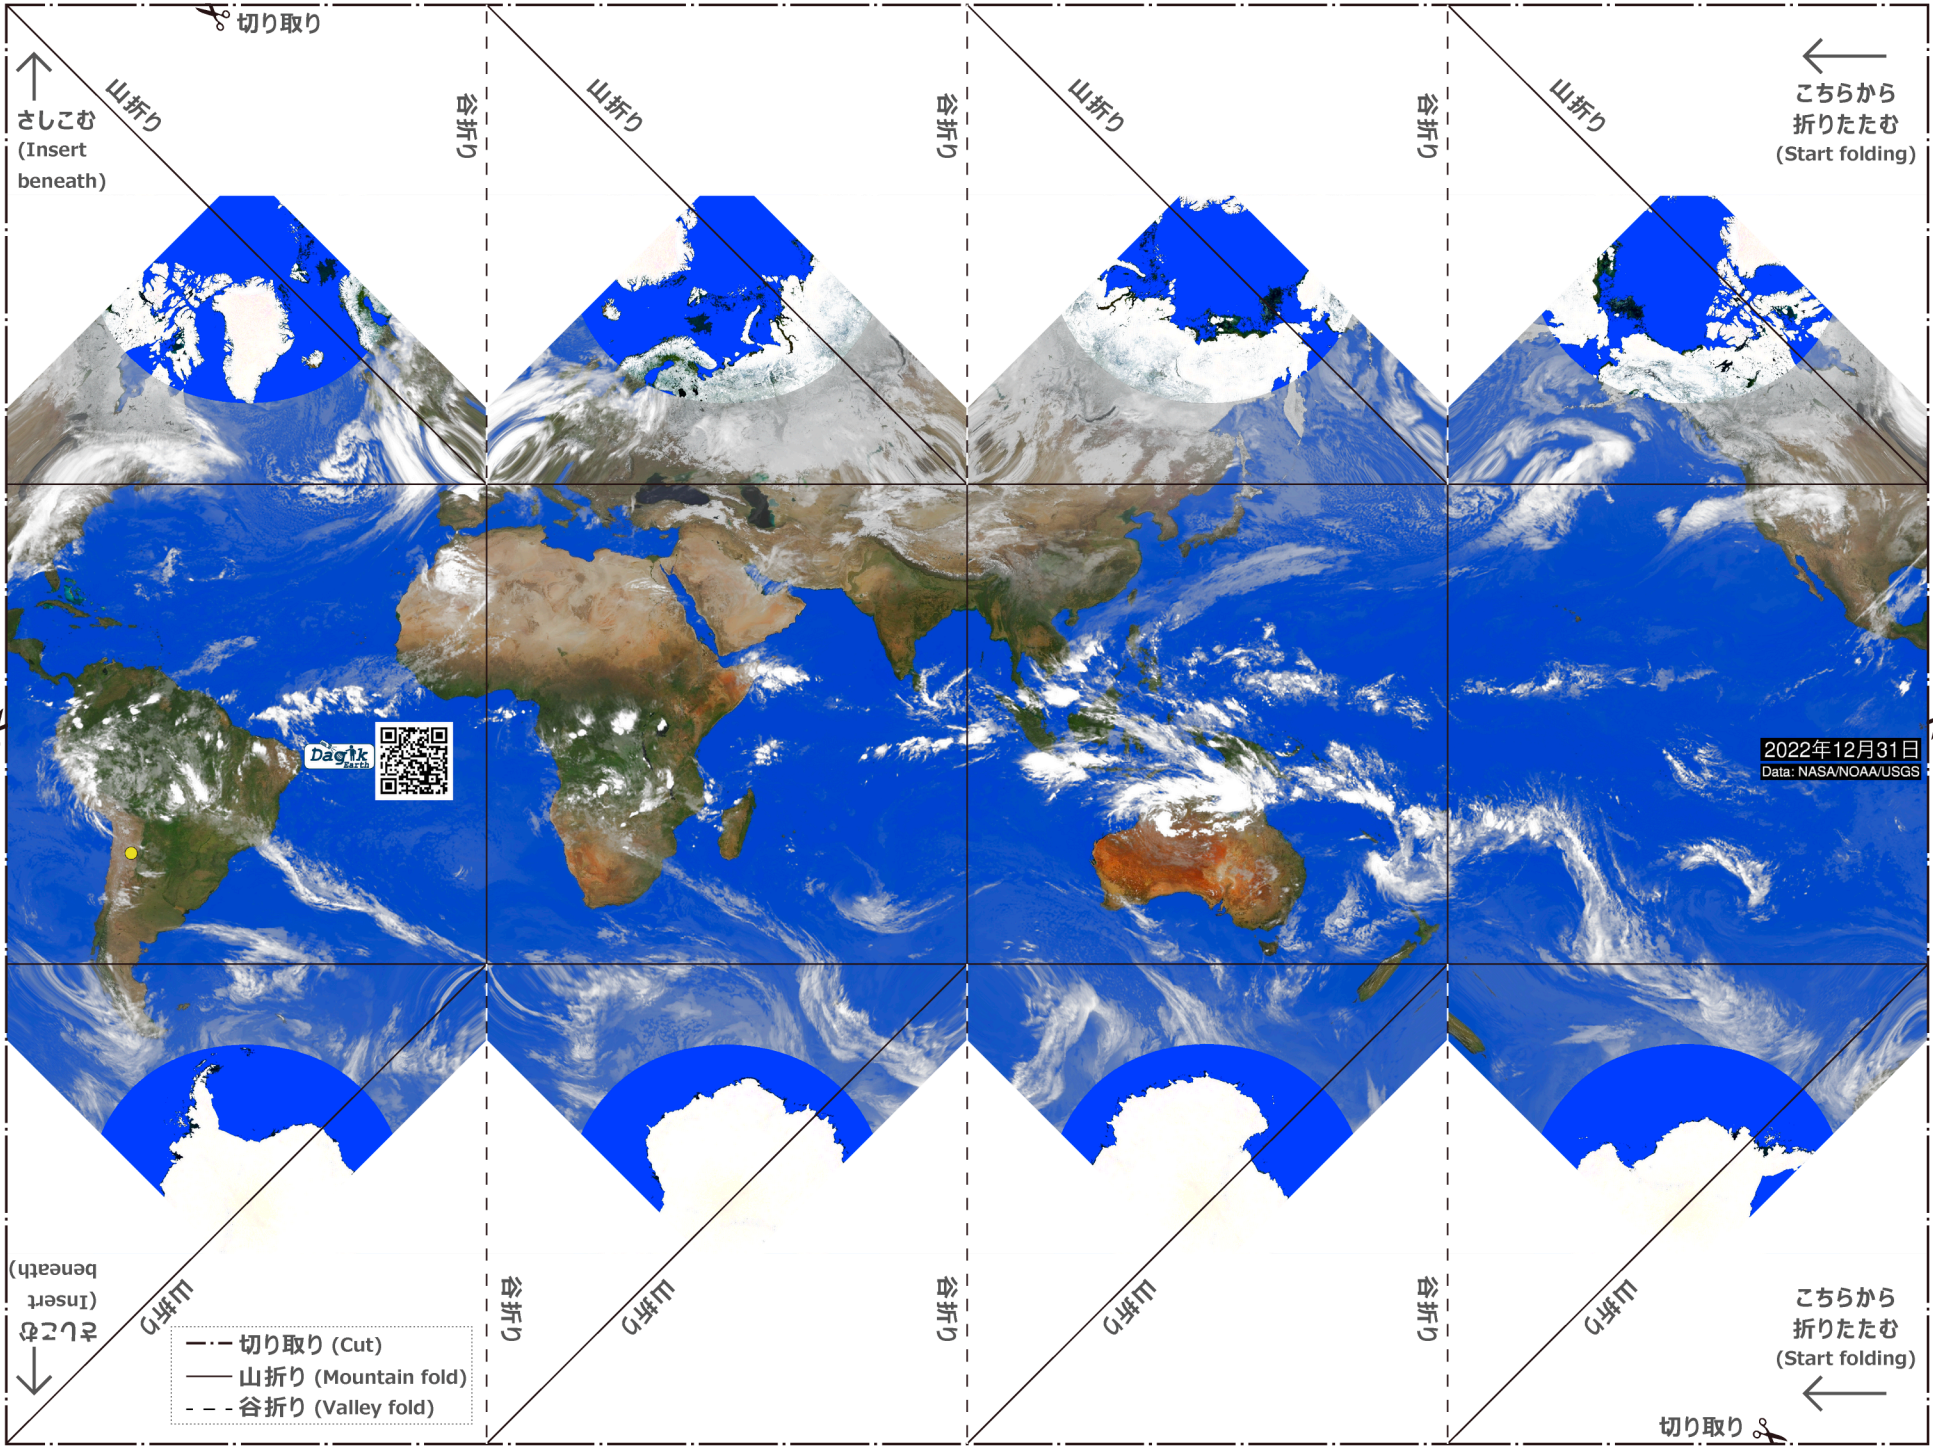 切り取り
山折り
谷折り
山折り
谷折り
山折り
谷折り
山折り
さしこむ
(Insert
beneath)
こちらから
折りたたむ
(Start folding)
Dagik
Earth
2022年12月31日
Data: NASA/NOAA/USGS
さしこむ
(Insert
beneath)
山折り
谷折り
山折り
谷折り
山折り
谷折り
山折り
切り取り (Cut)
山折り (Mountain fold)
谷折り (Valley fold)
こちらから
折りたたむ
(Start folding)
切り取り